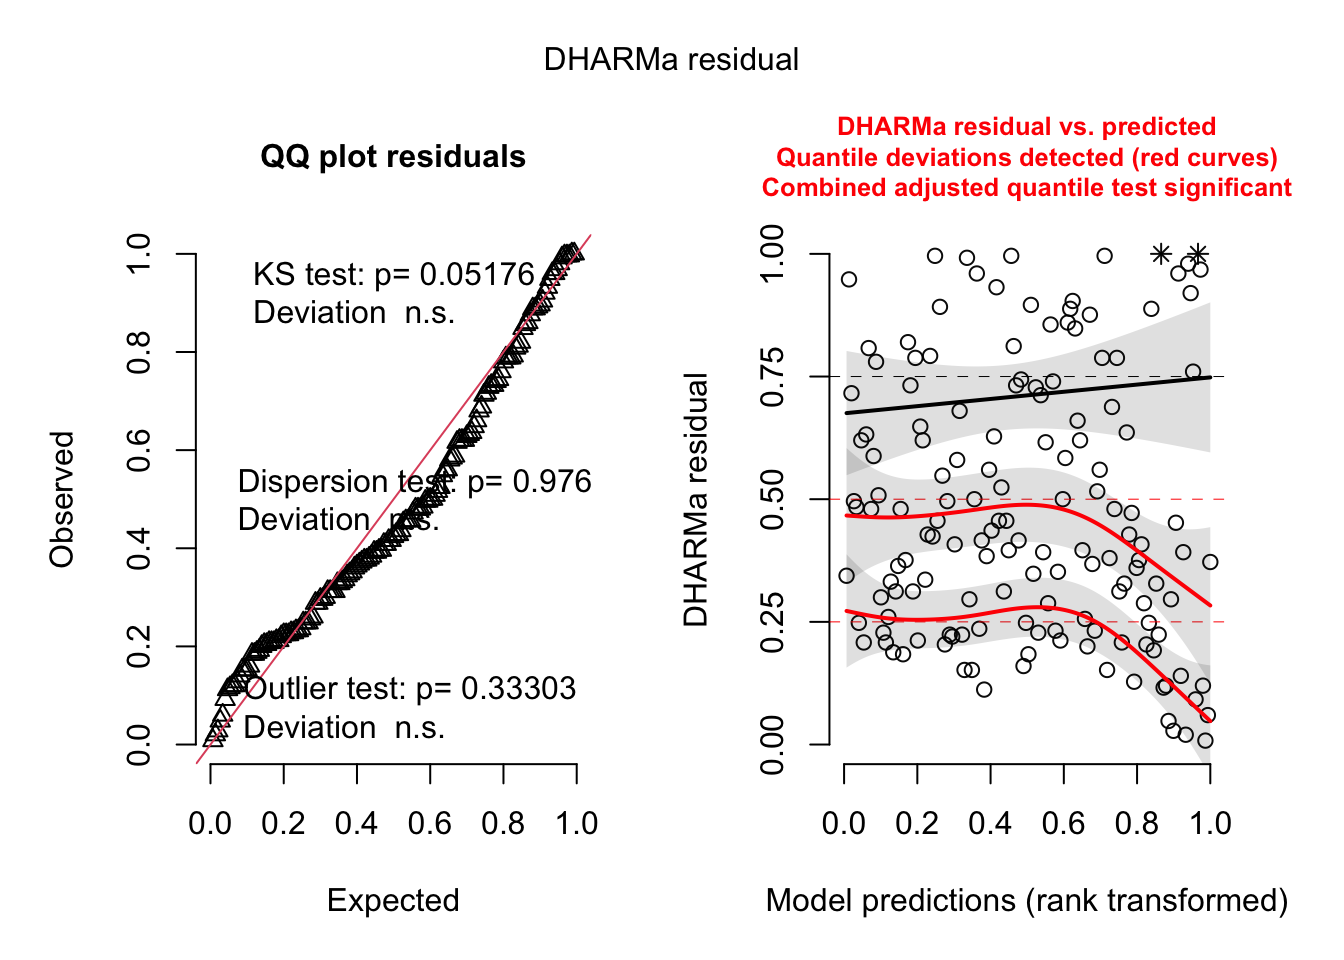 DHARMa residual
QQ plot residuals
KS test: p= 0.05176
Deviation  n.s.
Dispersion test: p= 0.976
Deviation  n.s.
Outlier test: p= 0.33303
Deviation  n.s.
Observed
0.0
0.2
0.4
0.6
0.8
1.0
0.0 0.2 0.4 0.6 0.8 1.0
Expected
DHARMa residual vs. predicted
Quantile deviations detected (red curves)
Combined adjusted quantile test significant
DHARMa residual
0.00
0.25
0.50
0.75
1.00
0.0 0.2 0.4 0.6 0.8 1.0
Model predictions (rank transformed)